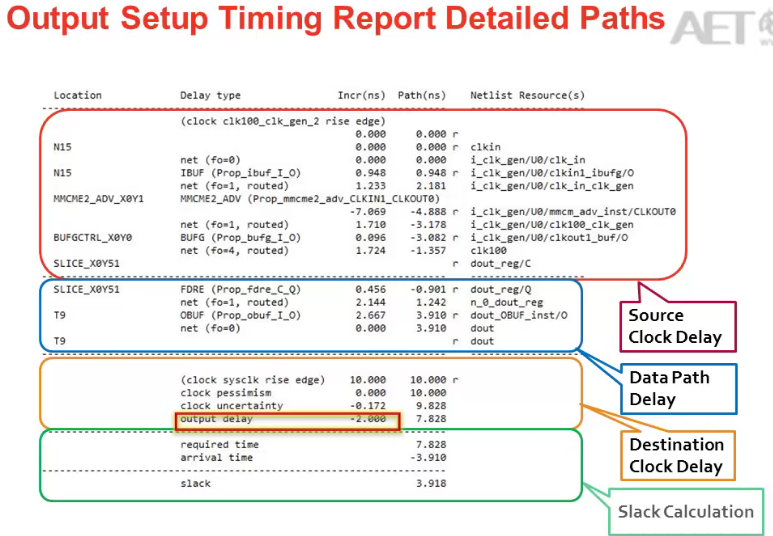 Output Setup Timing Report Detailed Paths
AET
Location Delay type Incr(ns) Path(ns) Netlist Resource(s)
(clock clk100_clk_gen_2 rise edge)
0.000 0.000 r
N15 0.000 0.000 r clkin
net (fo=0) 0.000 0.000 i_clk_gen/U0/clk_in
N15 IBUF (Prop_ibuf_I_O) 0.948 0.948 r i_clk_gen/U0/clkin1_ibufg/O
net (fo=1, routed) 1.233 2.181 i_clk_gen/U0/clk_in_clk_gen
MMCME2_ADV_X0Y1 MMCME2_ADV (Prop_mmcme2_adv_CLKIN1_CLKOUT0)
-7.069 -4.888 r i_clk_gen/U0/mmcm_adv_inst/CLKOUT0
net (fo=1, routed) 1.710 -3.178 i_clk_gen/U0/clk100_clk_gen
BUFGCTRL_X0Y0 BUFG (Prop_bufg_I_O) 0.096 -3.082 r i_clk_gen/U0/clkout1_buf/O
net (fo=4, routed) 1.724 -1.357 clk100
SLICE_X0Y51 r dout_reg/C
SLICE_X0Y51 FDRE (Prop_fdre_C_Q) 0.456 -0.901 r dout_reg/Q
net (fo=1, routed) 2.144 1.242 n_0_dout_reg
T9 OBUF (Prop_obuf_I_O) 2.667 3.910 r dout_OBUF_inst/O
net (fo=0) 0.000 3.910 dout
T9 r dout
Source
Clock Delay
Data Path
Delay
(clock sysclk rise edge) 10.000 10.000 r
clock pessimism 0.000 10.000
clock uncertainty -0.172 9.828
output delay -2.000 7.828
Destination
Clock Delay
required time 7.828
arrival time -3.910
slack 3.918
Slack Calculation